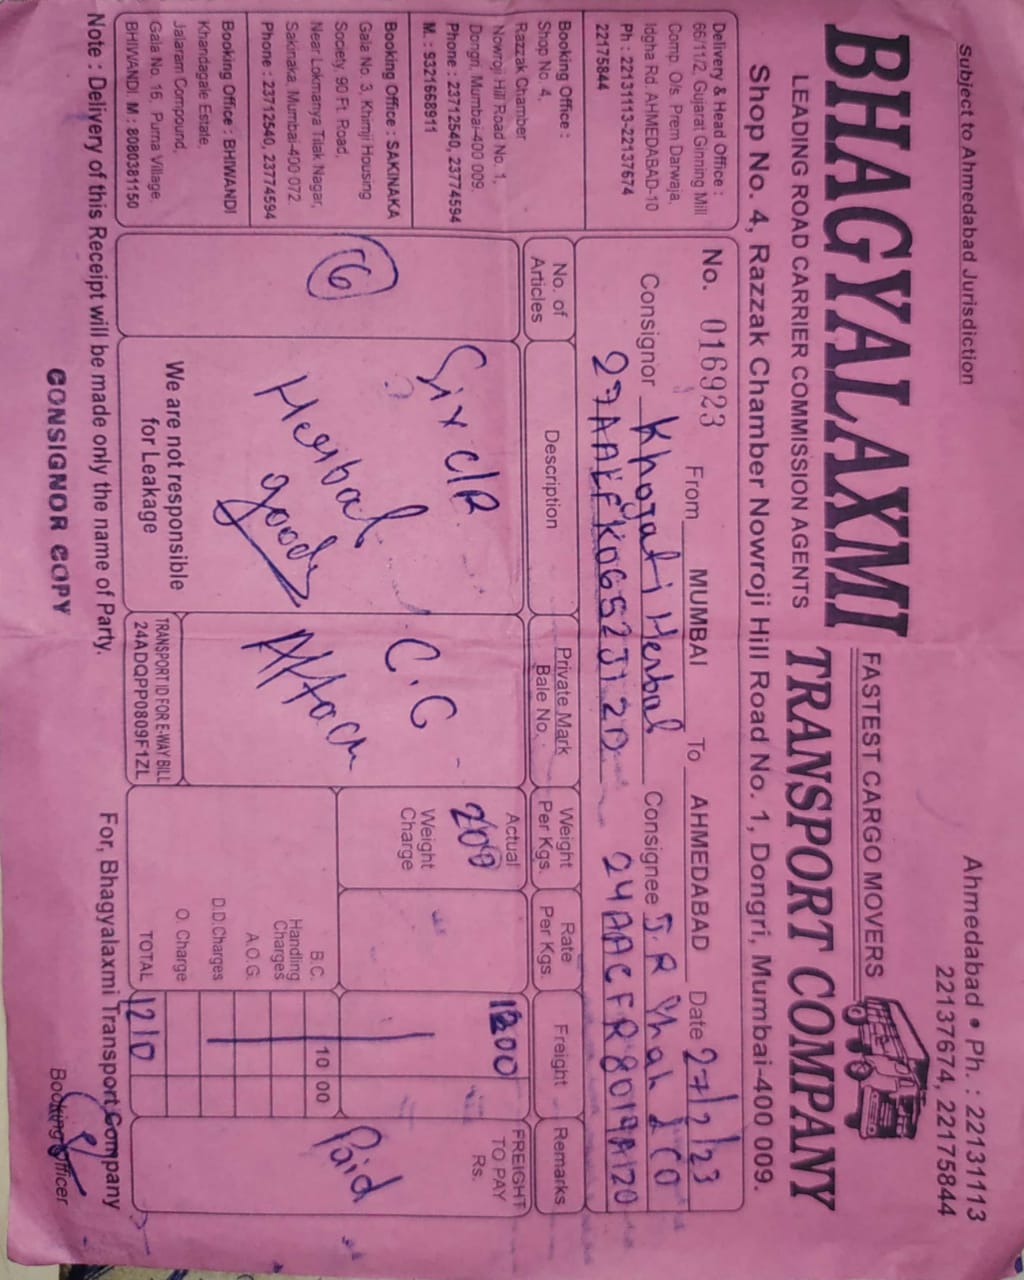 Subject to Ahmedabad Jurisdiction
Ahmedabad • Ph. : 22131113
22137674, 22175844
BHAGYALAXMI TRANSPORT COMPANY
FASTEST CARGO MOVERS
LEADING ROAD CARRIER COMMISSION AGENTS
Shop No. 4, Razzak Chamber Nowroji Hill Road No. 1, Dongri, Mumbai-400 009.
Delivery & Head Office :
66/11/2, Gujarat Ginning Mill
Comp. O/s. Prem Darwaja,
Idgha Rd. AHMEDABAD-10
Ph : 22131113-22137674
22175844
Booking Office :
Shop No. 4,
Razzak Chamber
Nowroji Hill Road No. 1,
Dongri, Mumbai-400 009.
Phone : 23712540, 23774594
M. : 9321668911
Booking Office : SAKINAKA
Gala No. 3, Khimji Housing
Society, 90 Ft. Road,
Near Lokmanya Tilak Nagar,
Sakinaka, Mumbai-400 072.
Phone : 23712540, 23774594
Booking Office : BHIWANDI
Khandagale Estate,
Jalaram Compound,
Gala No. 16, Purna Village,
BHIVANDI. M. : 8080381150
No. 016923 From MUMBAI To AHMEDABAD Date 27/2/23
Consignor Khojati Herbal Consignee J. R Shah & CO
27AAKFK0652J1ZD 24AACFR8019A1ZO
No. of Articles
Description
Private Mark
Bale No.
Weight Per Kgs.
Rate Per Kgs.
Freight
Remarks
6
Six C/R
Herbal
goods
C.C
Attach
Actual
200
Weight Charge
1200
FREIGHT TO PAY Rs.
Paid
B.C. 10 00
Handling Charges
A.O.G.
D.D.Charges
O. Charge
TOTAL 1210
We are not responsible
for Leakage
TRANSPORT ID FOR E-WAY BILL
24ADQPP0809F1ZL
Note : Delivery of this Receipt will be made only the name of Party.
For, Bhagyalaxmi Transport Company
CONSIGNOR COPY
Booking Officer